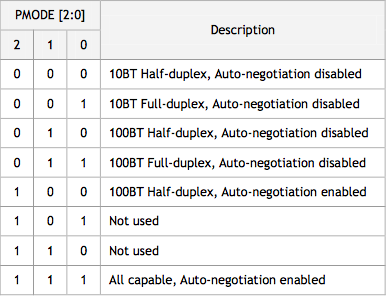 PMODE [2:0] Description
2 1 0
0 0 0 10BT Half-duplex, Auto-negotiation disabled
0 0 1 10BT Full-duplex, Auto-negotiation disabled
0 1 0 100BT Half-duplex, Auto-negotiation disabled
0 1 1 100BT Full-duplex, Auto-negotiation disabled
1 0 0 100BT Half-duplex, Auto-negotiation enabled
1 0 1 Not used
1 1 0 Not used
1 1 1 All capable, Auto-negotiation enabled